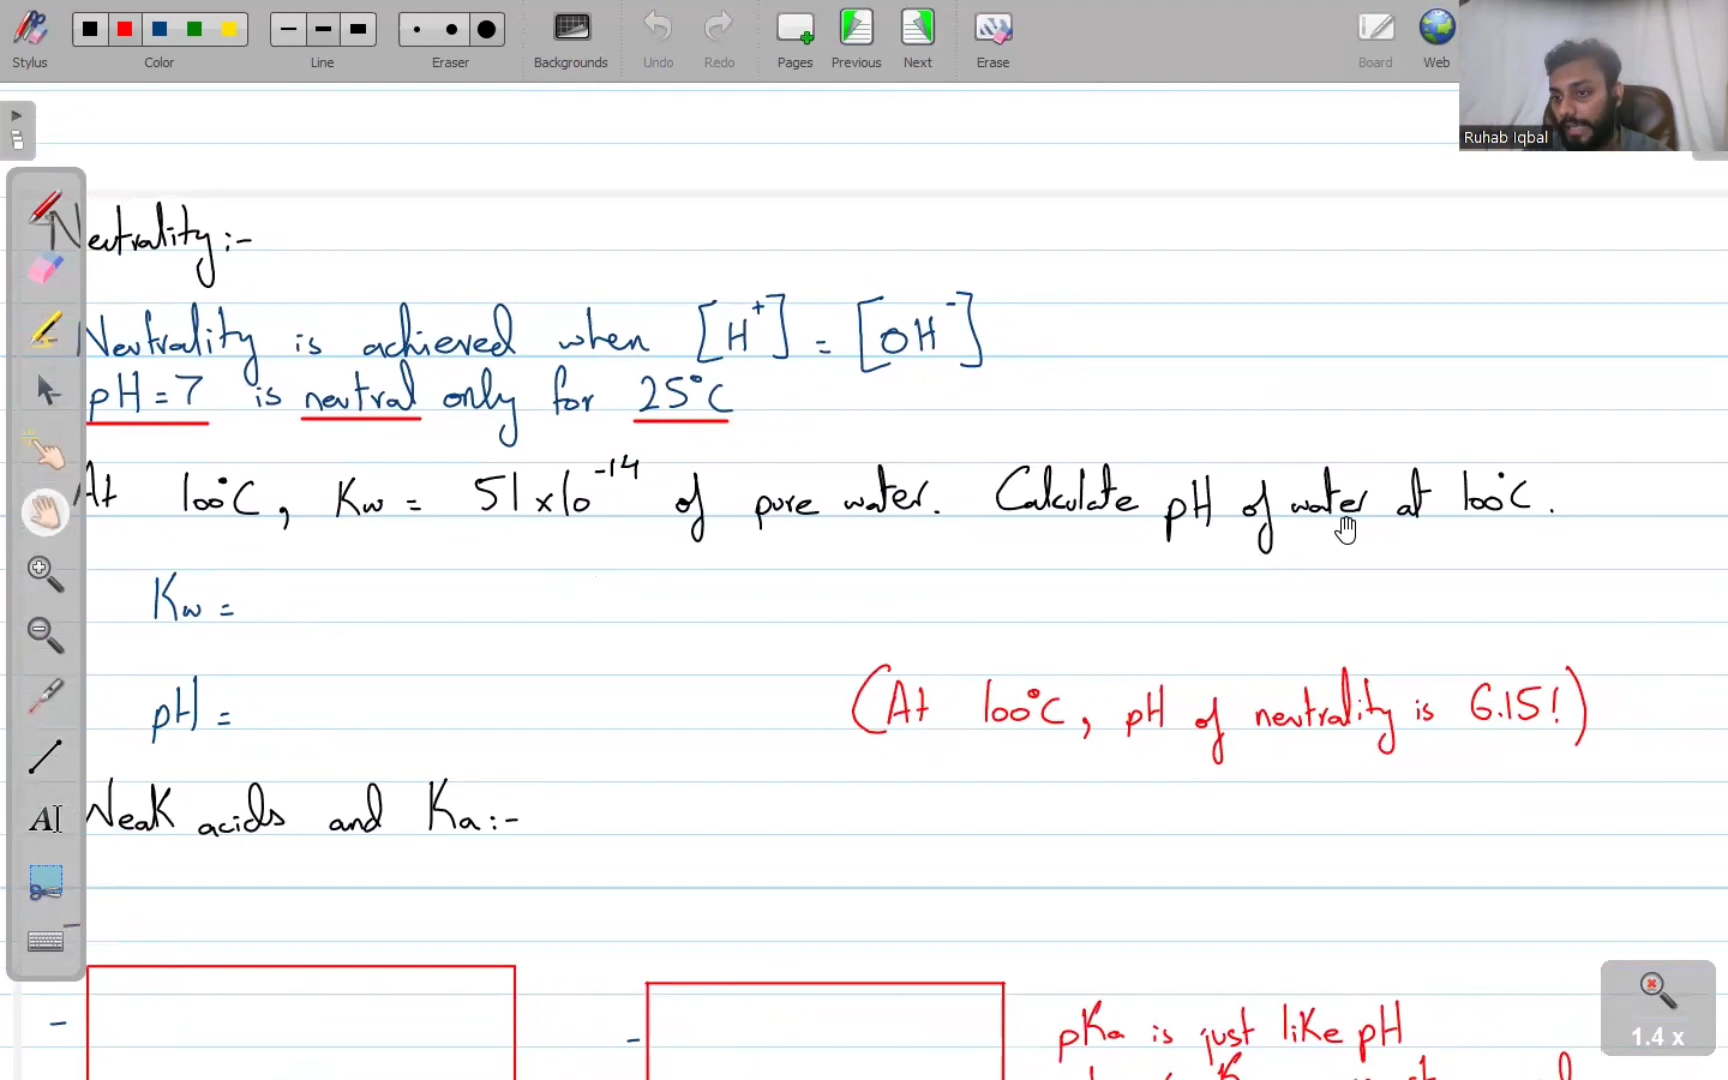 Stylus
Color
Line
Eraser
Backgrounds
Undo
Redo
Pages
Previous
Next
Erase
Board
Web
Ruhab Iqbal
Neutrality:-
Neutrality is achieved when [H⁺] = [OH⁻]
pH = 7 is neutral only for 25°C
At 100°C, Kw = 51 x 10⁻¹⁴ of pure water. Calculate pH of water at 100°C.
Kw =
pH =
(At 100°C, pH of neutrality is 6.15!)
Weak acids and Ka:-
pKa is just like pH
1.4 x